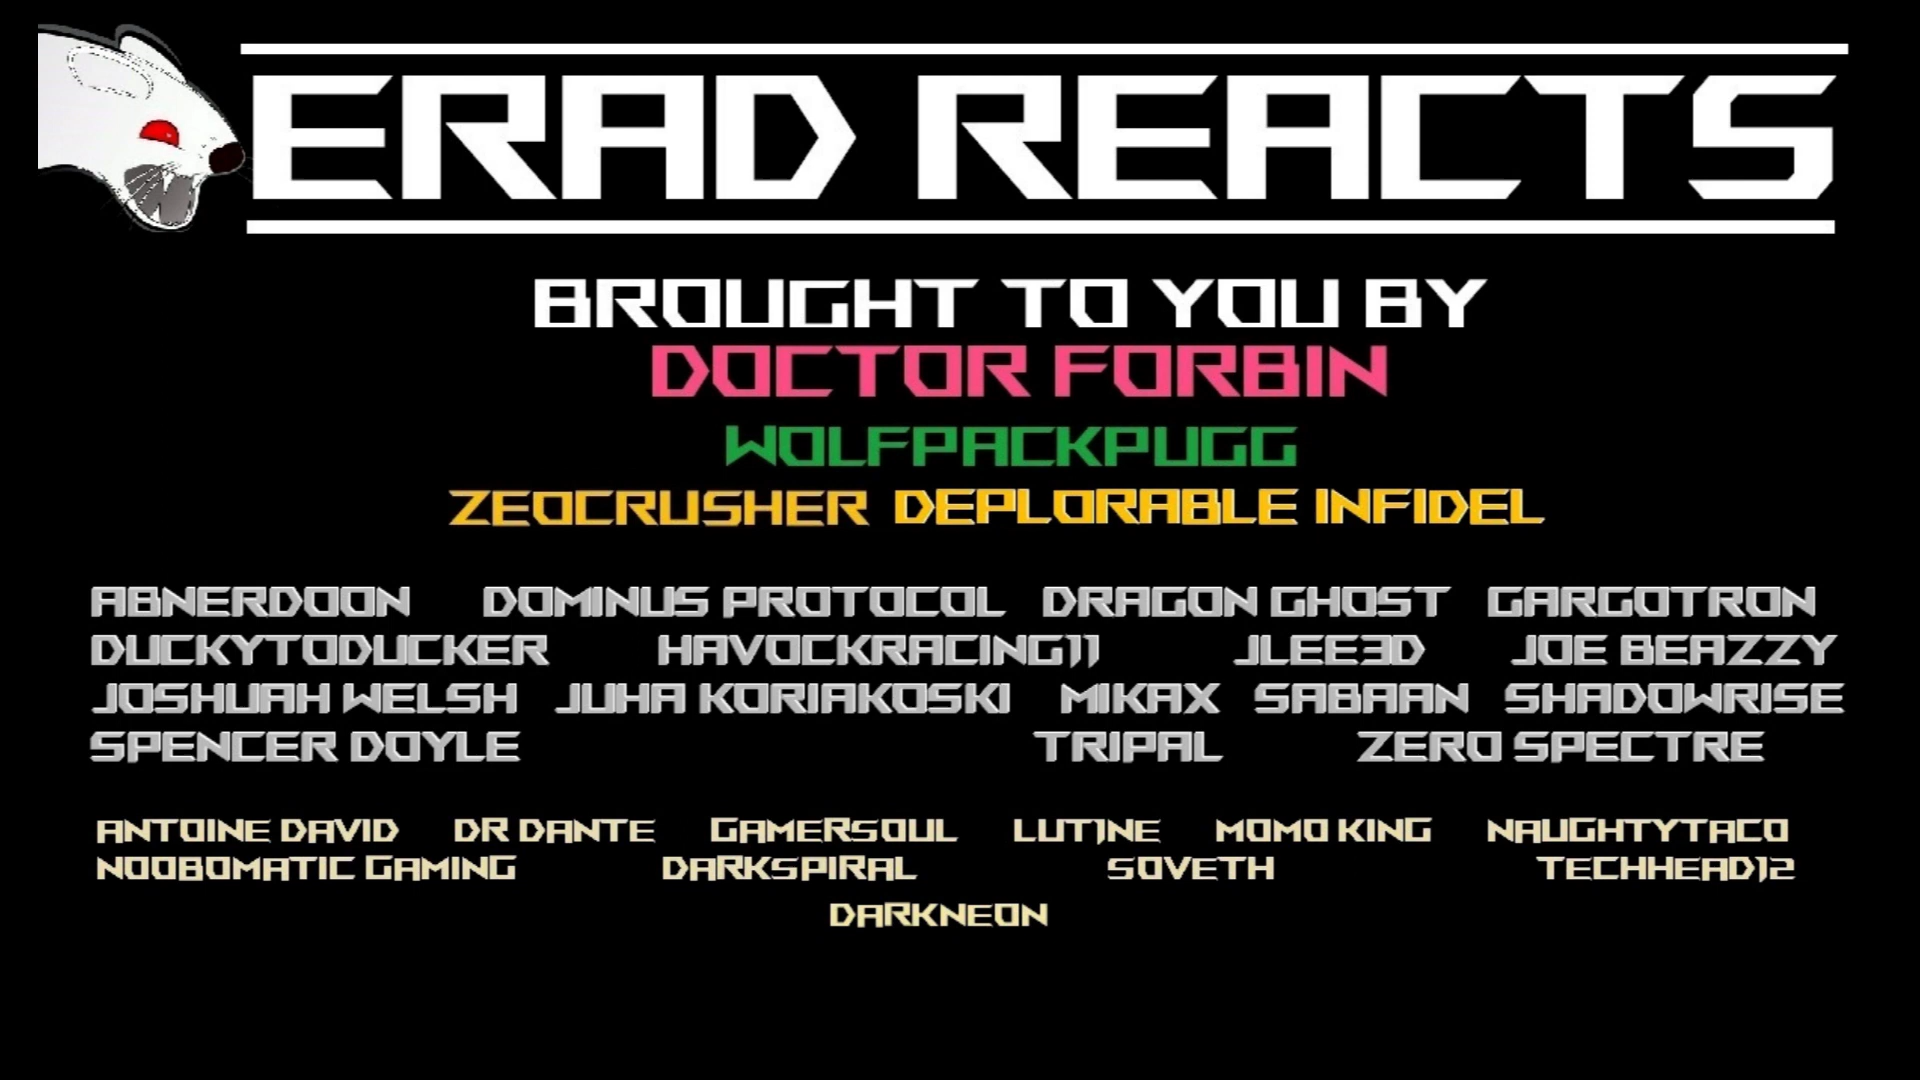 ERAD REACTS
BROUGHT TO YOU BY
DOCTOR FORBIN
WOLFPACKPUGG
ZEOCRUSHER DEPLORABLE INFIDEL
ABNERDOON DOMINUS PROTOCOL DRAGON GHOST GARGOTRON
DUCKYTODUCKER HAVOCKRACING11 JLEE3D JOE BEAZZY
JOSHUAH WELSH JUHA KORIAKOSKI MIKAX SABAAN SHADOWRISE
SPENCER DOYLE TRIPAL ZERO SPECTRE
ANTOINE DAVID DR DANTE GAMERSOUL LUT1NE MOMO KING NAUGHTYTACO
NOOBOMATIC GAMING DARKSPIRAL SOVETH TECHHEAD12
DARKNEON